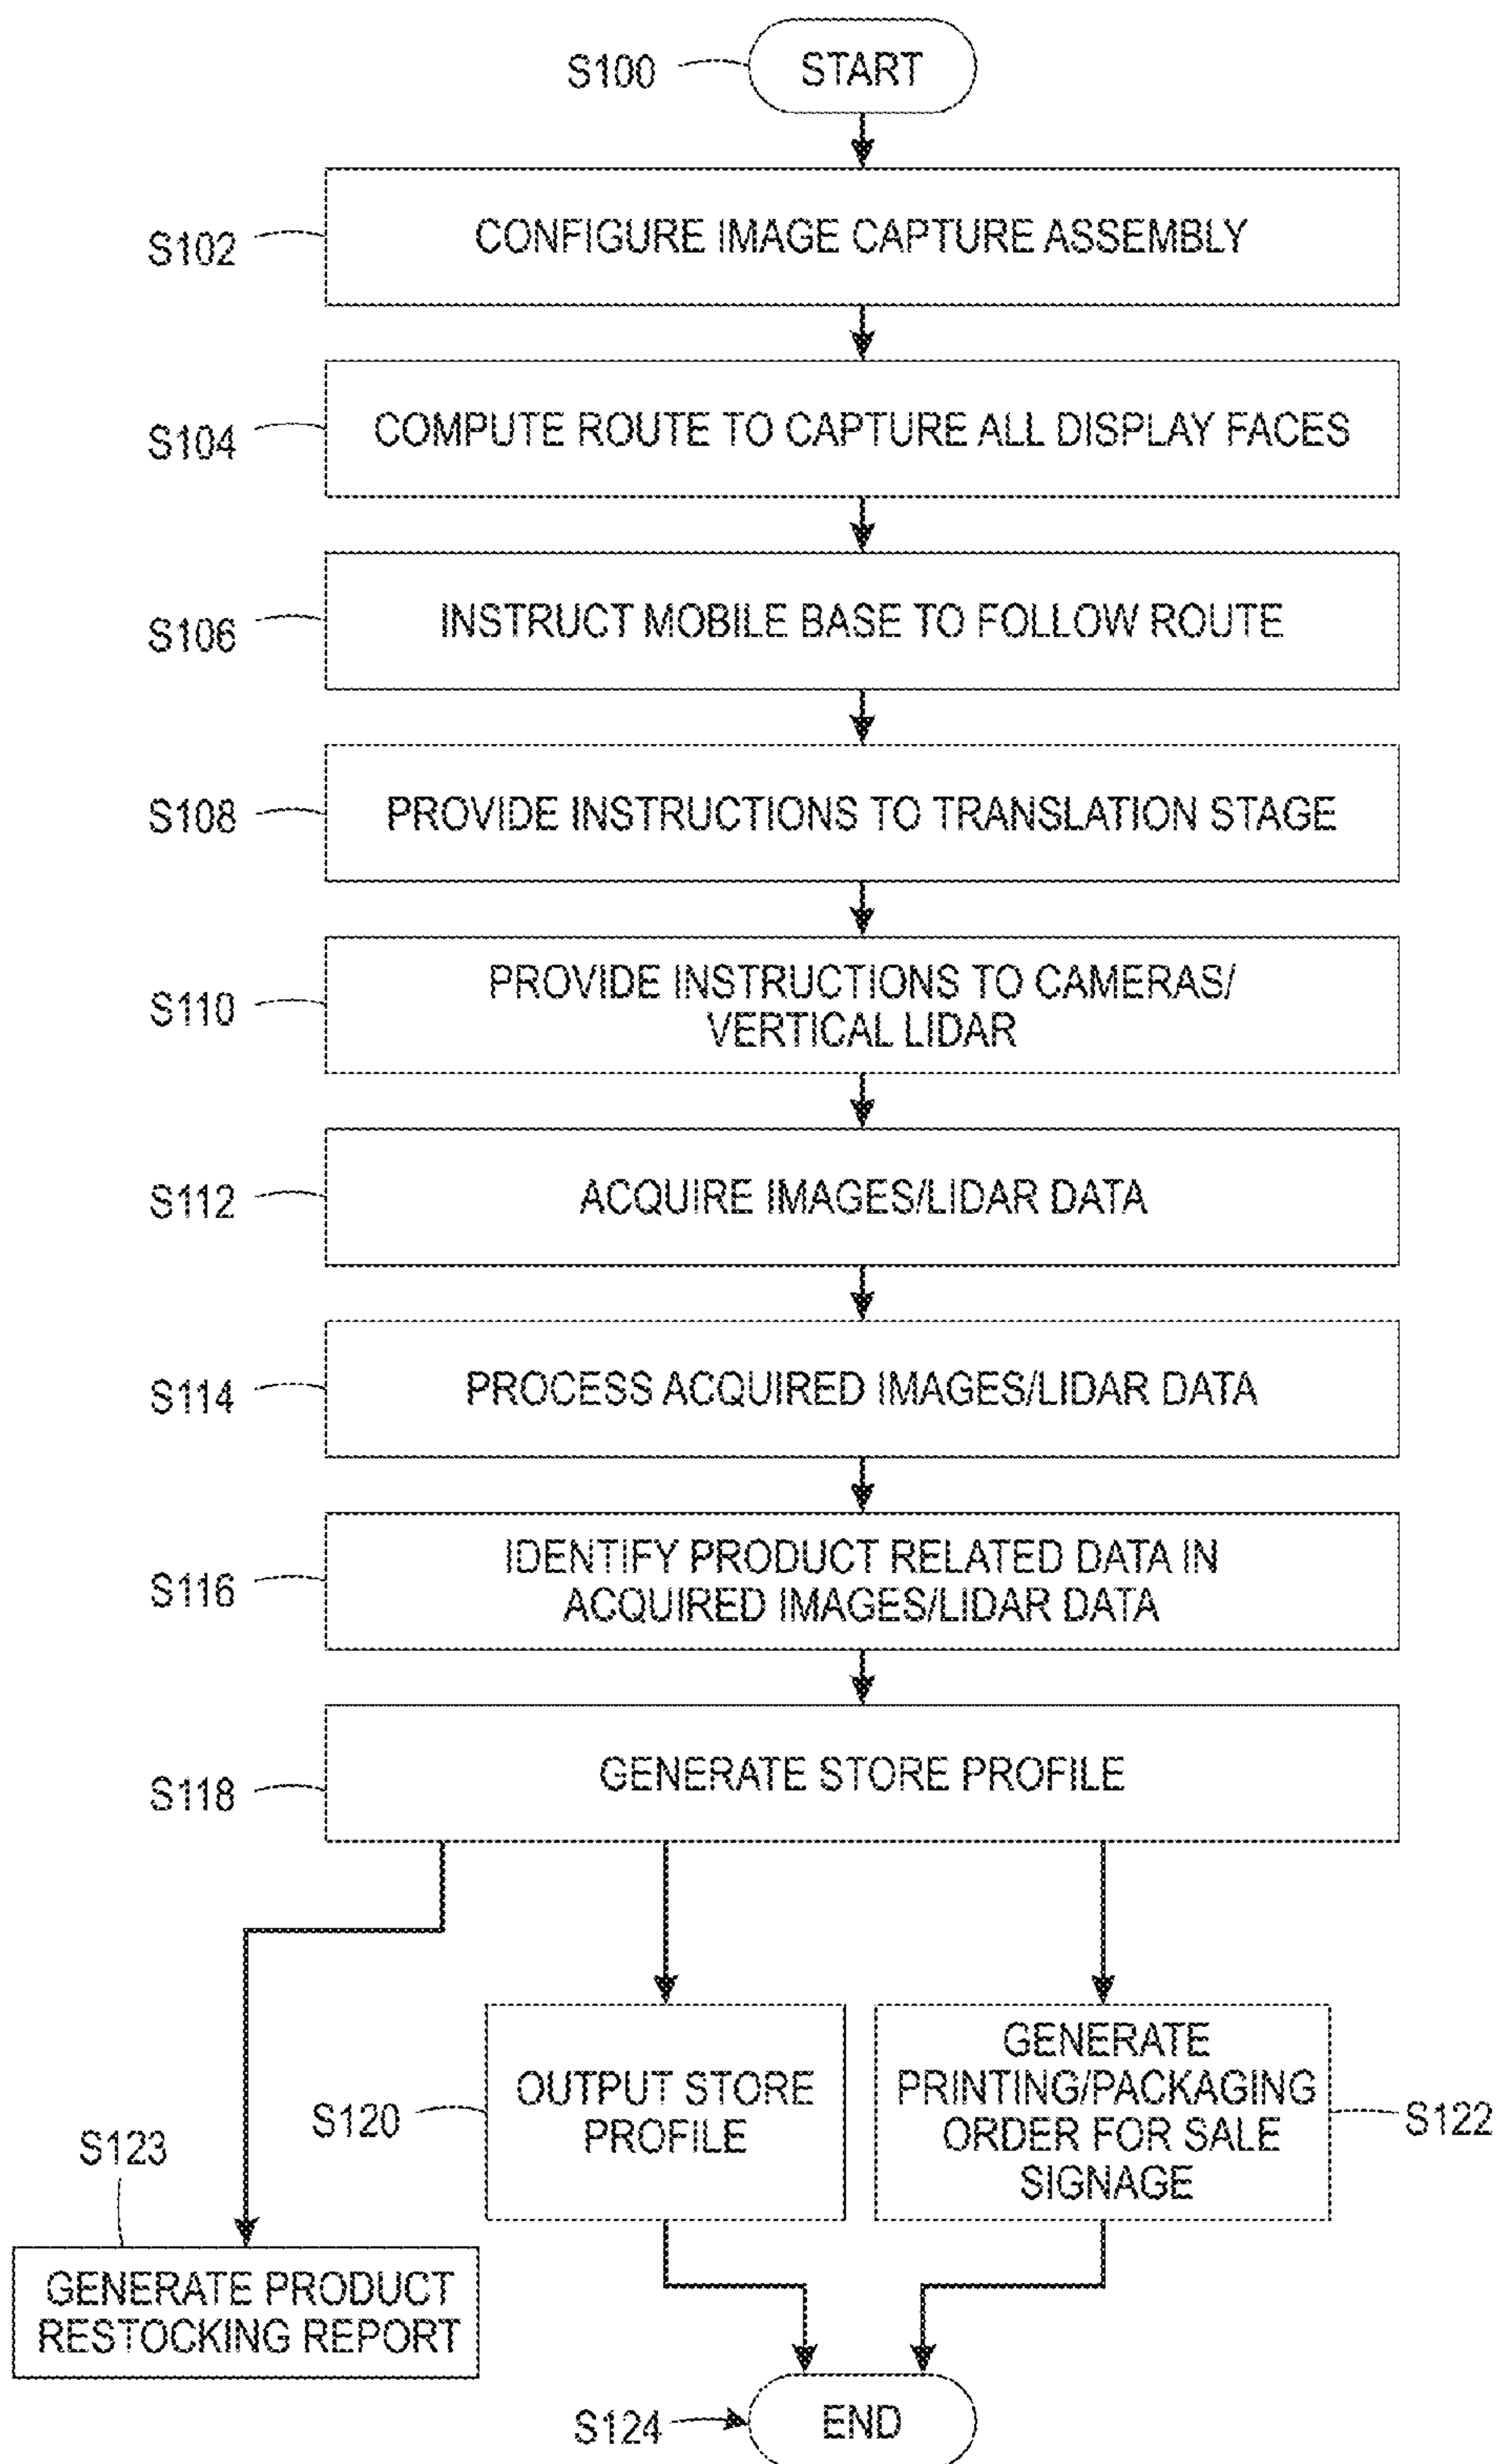 S100
START
S102
CONFIGURE IMAGE CAPTURE ASSEMBLY
S104
COMPUTE ROUTE TO CAPTURE ALL DISPLAY FACES
S106
INSTRUCT MOBILE BASE TO FOLLOW ROUTE
S108
PROVIDE INSTRUCTIONS TO TRANSLATION STAGE
S110
PROVIDE INSTRUCTIONS TO CAMERAS/
VERTICAL LIDAR
S112
ACQUIRE IMAGES/LIDAR DATA
S114
PROCESS ACQUIRED IMAGES/LIDAR DATA
S116
IDENTIFY PRODUCT RELATED DATA IN
ACQUIRED IMAGES/LIDAR DATA
S118
GENERATE STORE PROFILE
S123
GENERATE PRODUCT
RESTOCKING REPORT
S120
OUTPUT STORE
PROFILE
GENERATE
PRINTING/PACKAGING
ORDER FOR SALE
SIGNAGE
S122
S124
END